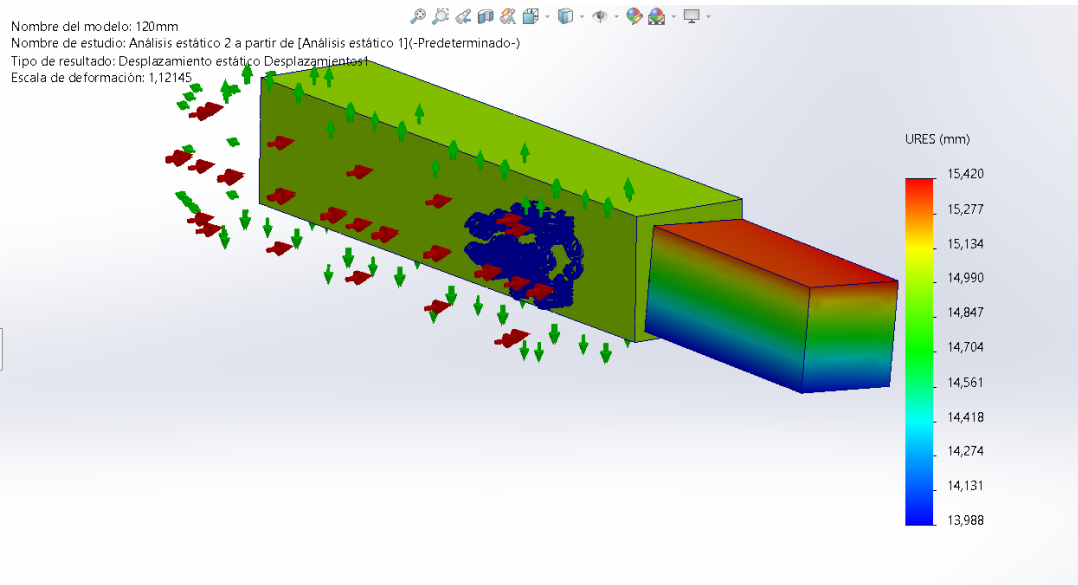 Nombre del modelo: 120mm
Nombre de estudio: Análisis estático 2 a partir de [Análisis estático 1](-Predeterminado-)
Tipo de resultado: Desplazamiento estático Desplazamientos1
Escala de deformación: 1,12145
URES (mm)
15,420
15,277
15,134
14,990
14,847
14,704
14,561
14,418
14,274
14,131
13,988